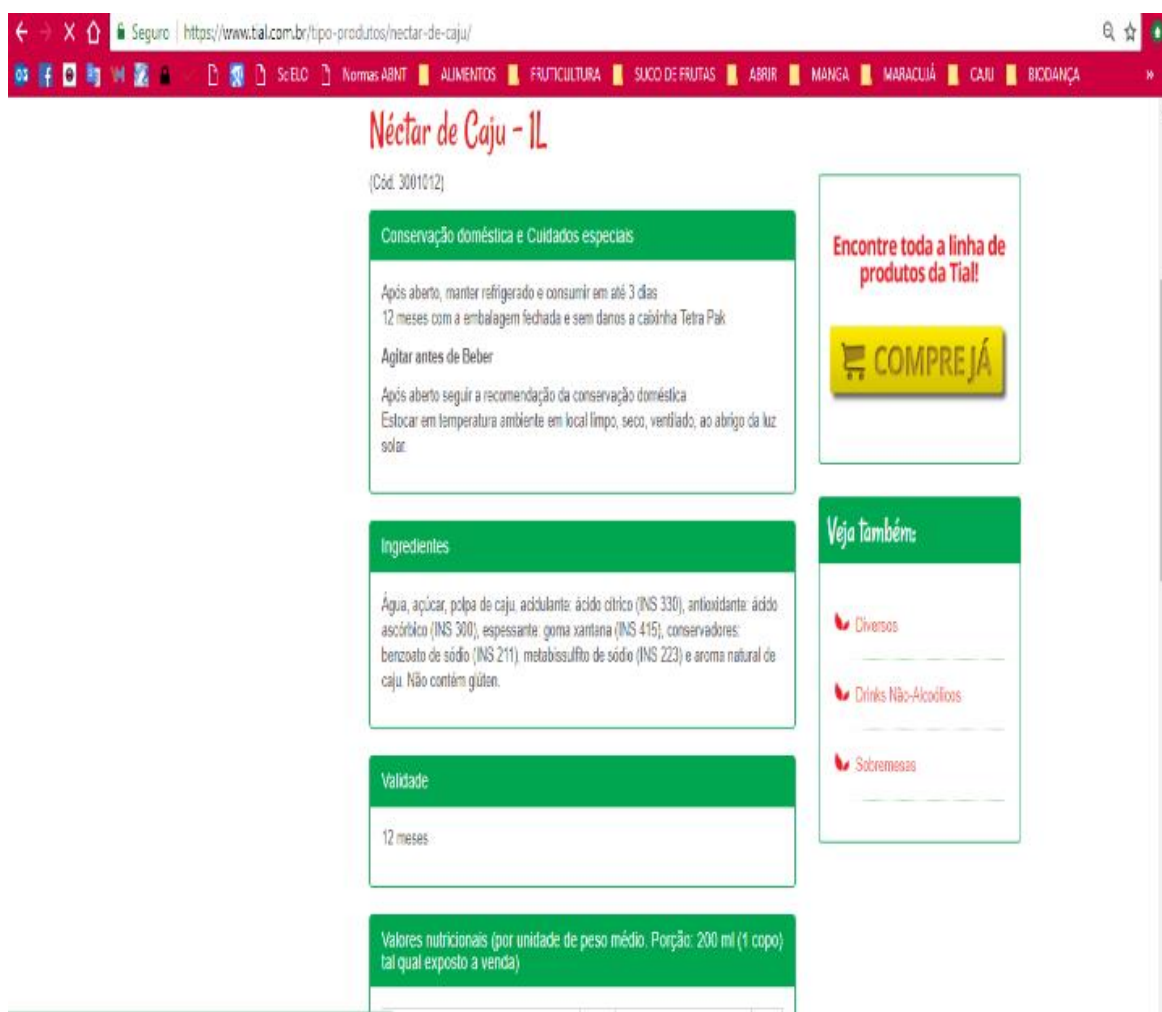 Seguro | https://www.tial.com.br/tipo-produtos/nectar-de-caju/
SciELO Normas ABNT ALIMENTOS FRUTICULTURA SUCO DE FRUTAS ABRIR MANGA MARACUJÁ CAJU BIODANÇA »
Néctar de Caju - 1L
(Cód. 3001012)
Conservação doméstica e Cuidados especiais
Após aberto, manter refrigerado e consumir em até 3 dias
12 meses com a embalagem fechada e sem danos a caixinha Tetra Pak
Agitar antes de Beber
Após aberto seguir a recomendação da conservação doméstica
Estocar em temperatura ambiente em local limpo, seco, ventilado, ao abrigo da luz
solar.
Ingredientes
Água, açúcar, polpa de caju, acidulante: ácido cítrico (INS 330), antioxidante: ácido
ascórbico (INS 300), espessante: goma xantana (INS 415), conservadores:
benzoato de sódio (INS 211), metabissulfito de sódio (INS 223) e aroma natural de
caju. Não contém glúten.
Validade
12 meses
Valores nutricionais (por unidade de peso médio. Porção: 200 ml (1 copo)
tal qual exposto a venda)
Encontre toda a linha de
produtos da Tial!
COMPRE JÁ
Veja também:
Diversos
Drinks Não-Alcoólicos
Sobremesas